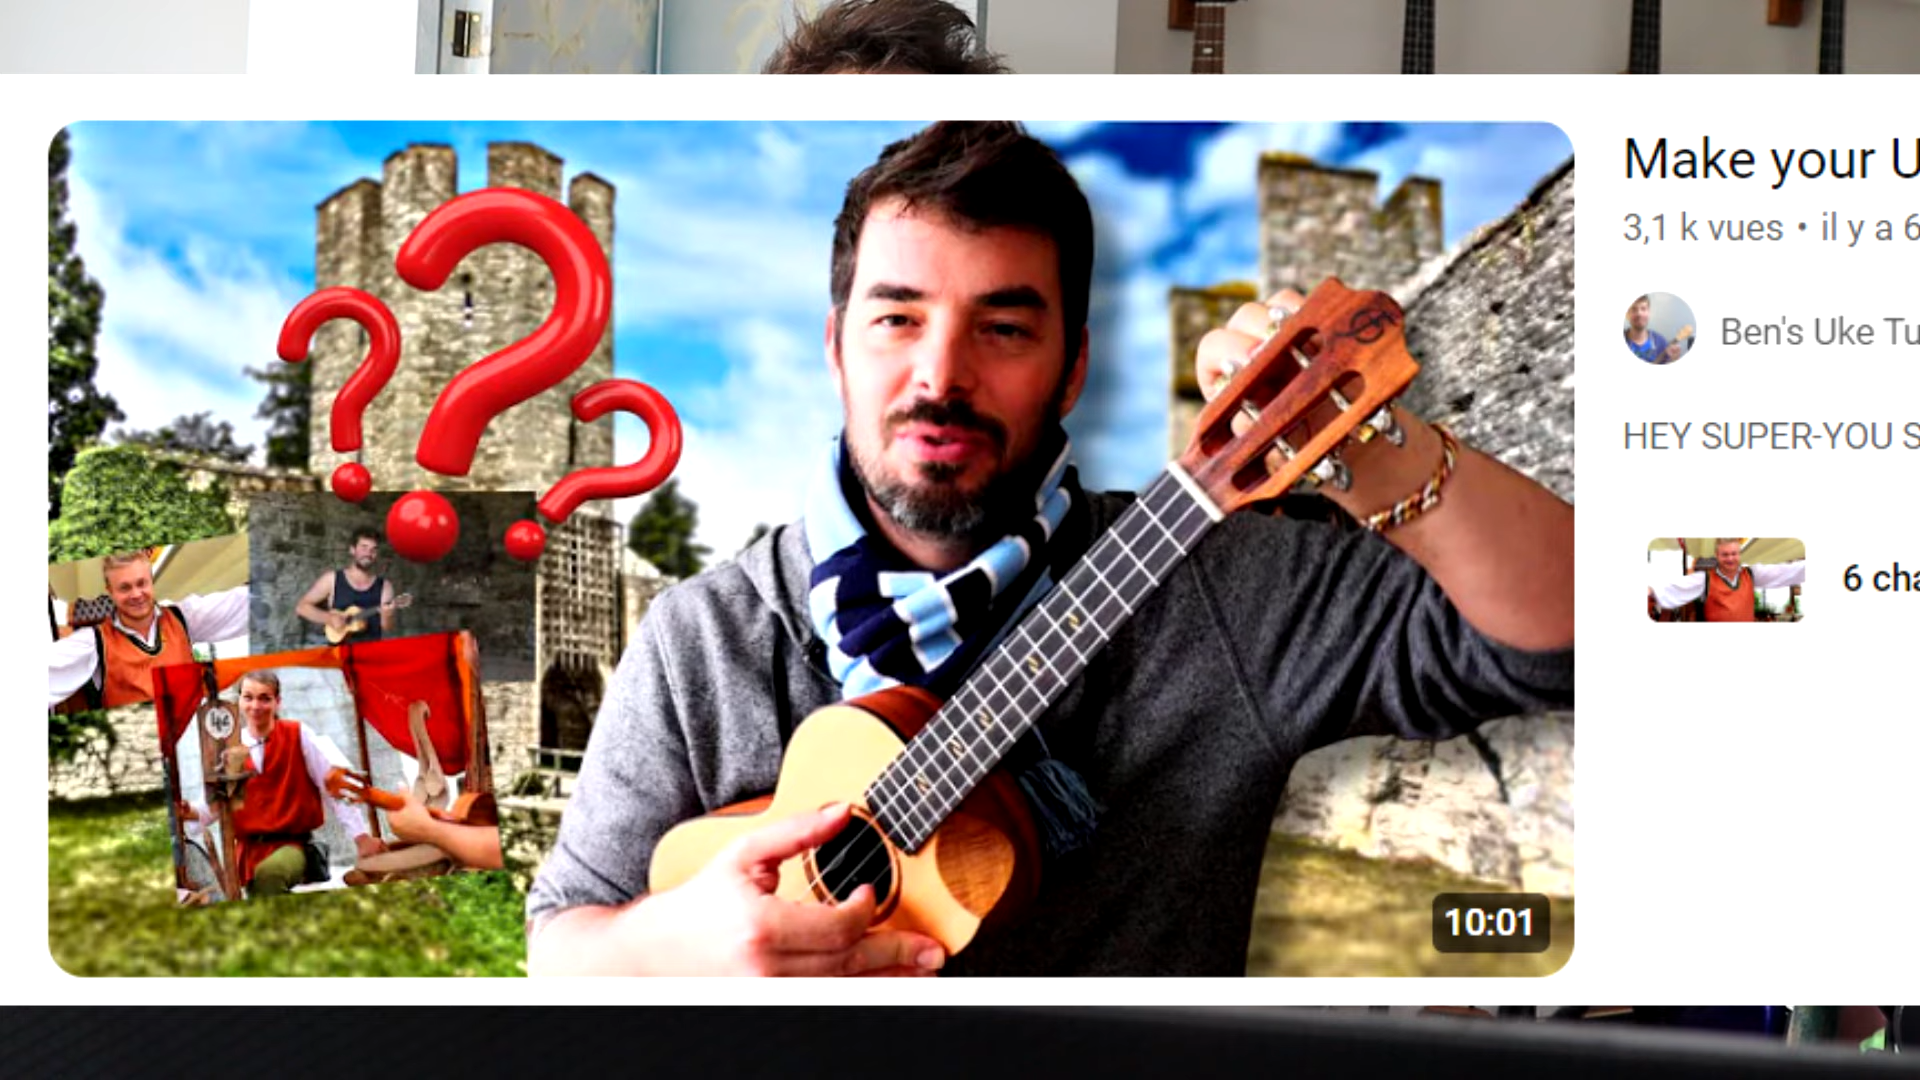 Make your U
3,1 k vues • il y a 6
Ben's Uke Tu
HEY SUPER-YOU S
6 cha
10:01